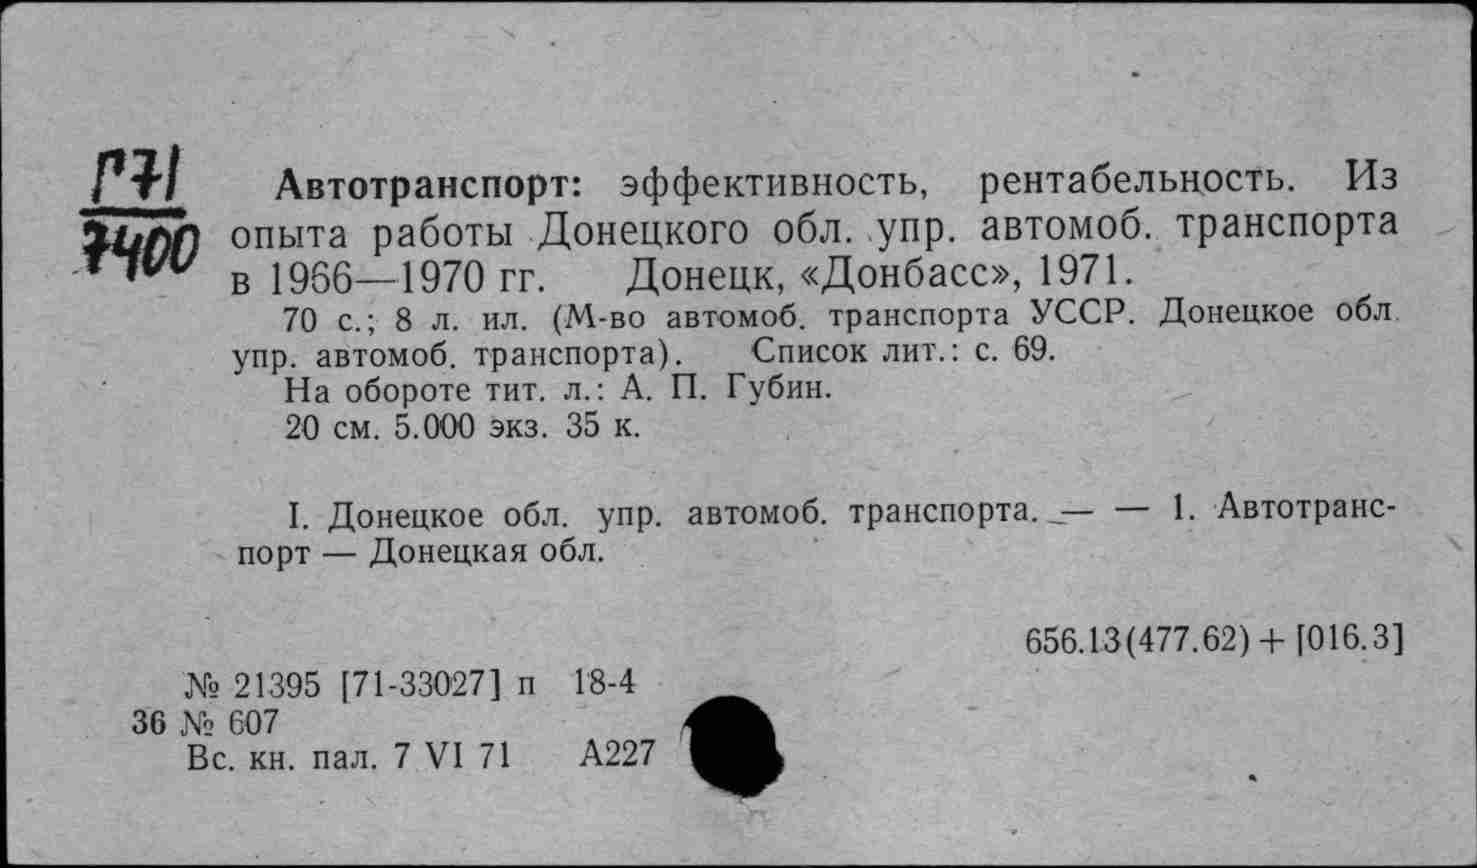 Г71
7400
Автотранспорт: эффективность, рентабельность. Из
опыта работы Донецкого обл. упр. автомоб. транспорта
в 1966—1970 гг. Донецк, «Донбасс», 1971.
70 с.; 8 л. ил. (М-во автомоб. транспорта УССР. Донецкое обл.
упр. автомоб. транспорта). Список лит.: с. 69.
На обороте тит. л.: А. П. Губин.
20 см. 5.000 экз. 35 к.
I. Донецкое обл. упр. автомоб. транспорта. — — 1. Автотранс-
порт — Донецкая обл.
656.13(477.62) + [016.3]
№ 21395 [71-33027] п 18-4
36 № 607
Вс. кн. пал. 7 VI 71 А227